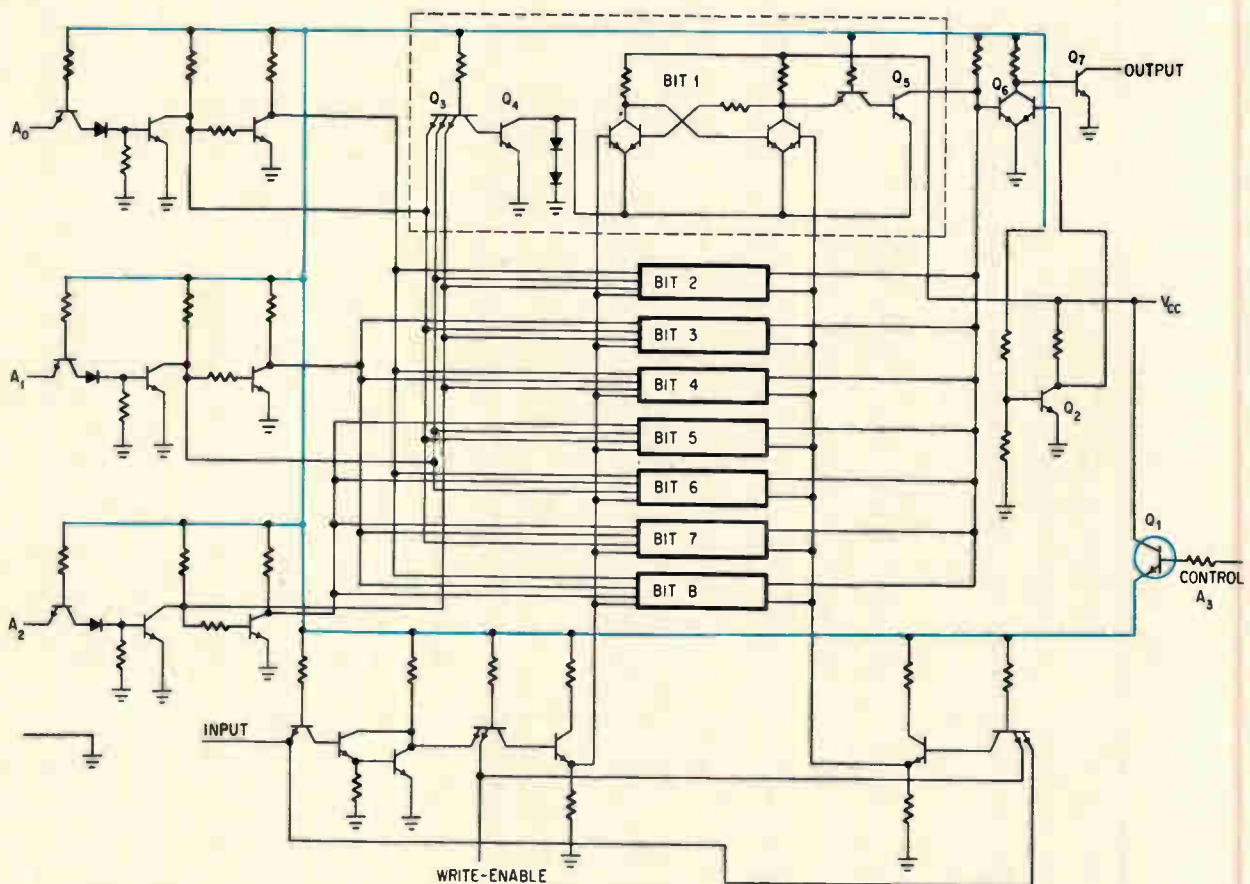 Q3
Q4
BIT 1
Q5
Q6
Q7
OUTPUT
A0
BIT 2
VCC
BIT 3
A1
BIT 4
Q2
BIT 5
BIT 6
Q1
BIT 7
CONTROL
A3
BIT 8
A2
INPUT
WRITE-ENABLE